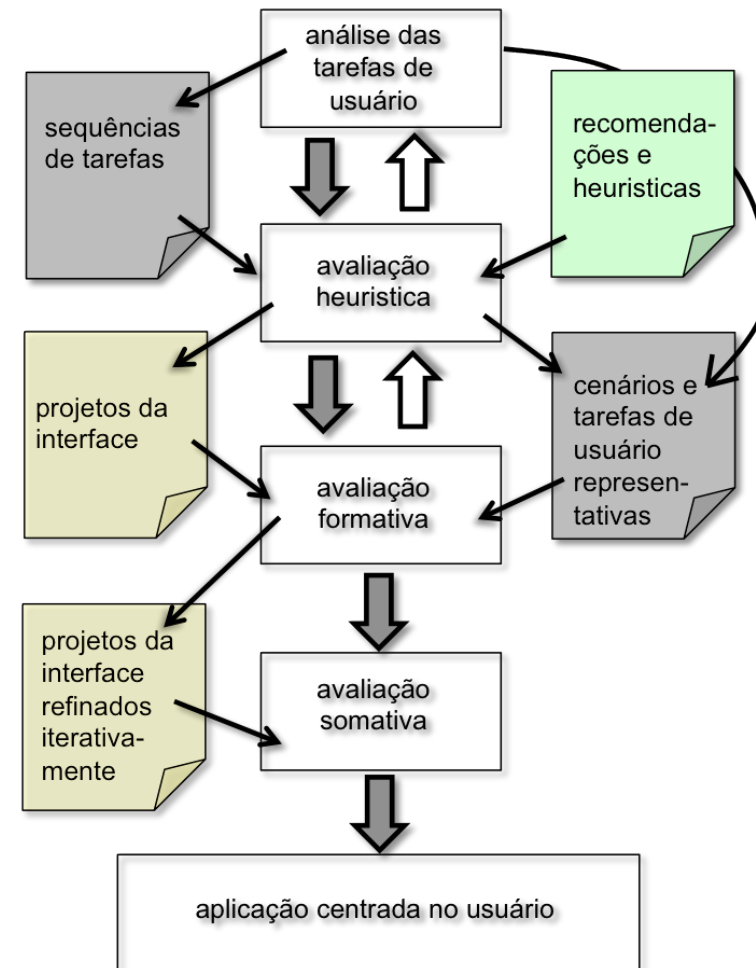 análise das
tarefas de
usuário
sequências
de tarefas
recomenda-
ções e
heuristicas
avaliação
heuristica
projetos da
interface
cenários e
tarefas de
usuário
represen-
tativas
avaliação
formativa
projetos da
interface
refinados
iterativa-
mente
avaliação
somativa
aplicação centrada no usuário